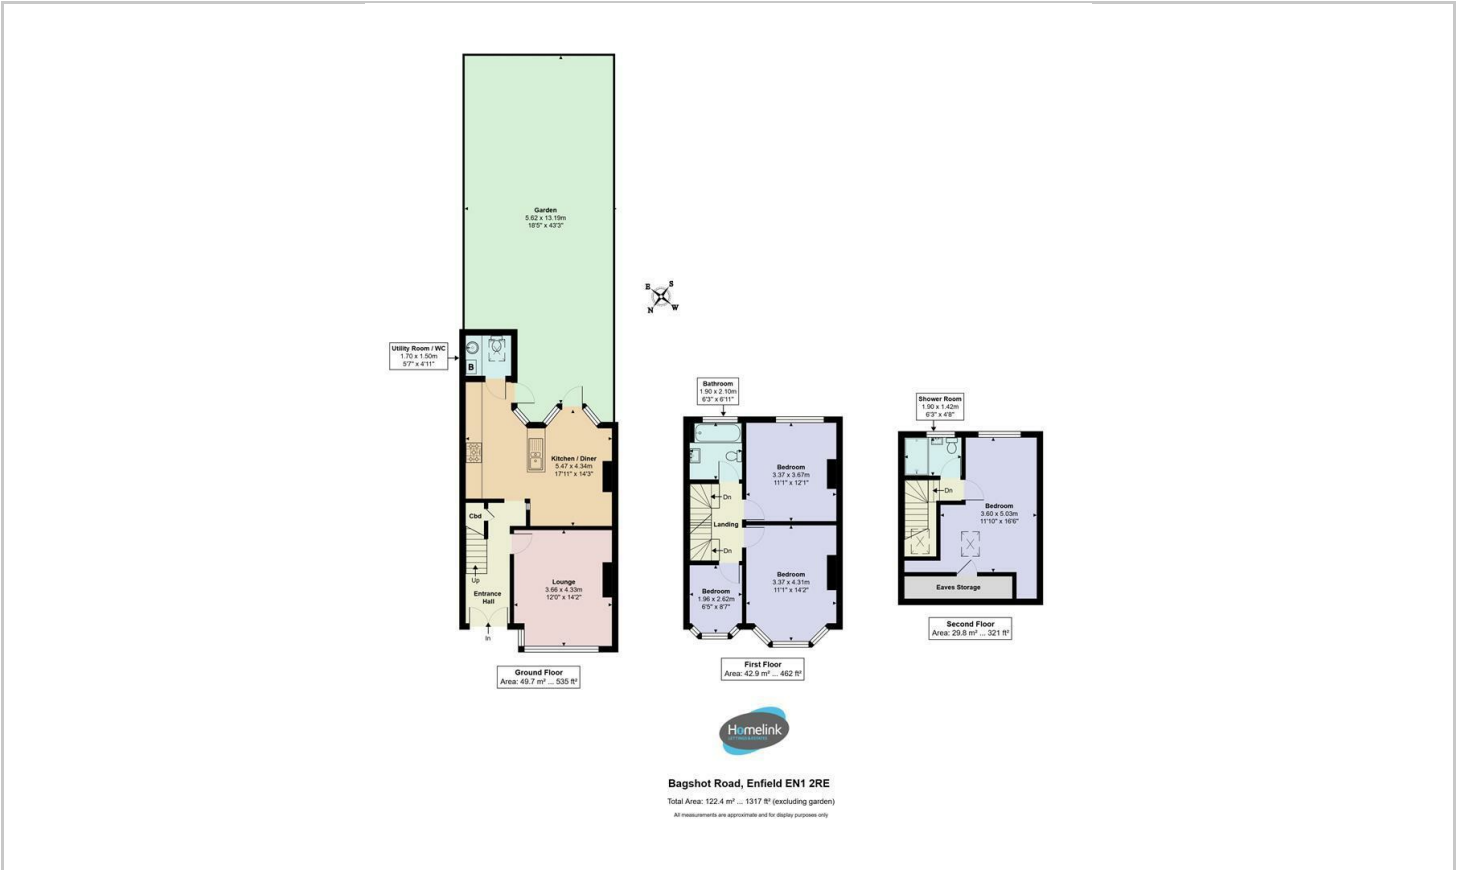 Garden
5.62 x 13.19m
18'5" x 43'3"
E
S
N
W
Utility Room / WC
1.70 x 1.50m
5'7" x 4'11"
B
Kitchen / Diner
5.47 x 4.34m
17'11" x 14'3"
Cbd
Up
Entrance
Hall
In
Lounge
3.66 x 4.33m
12'0" x 14'2"
Ground Floor
Area: 49.7 m² ... 535 ft²
Bathroom
1.90 x 2.10m
6'3" x 6'11"
Bedroom
3.37 x 3.67m
11'1" x 12'1"
Dn
Landing
Dn
Bedroom
3.37 x 4.31m
11'1" x 14'2"
Bedroom
1.96 x 2.62m
6'5" x 8'7"
First Floor
Area: 42.9 m² ... 462 ft²
Shower Room
1.90 x 1.42m
6'3" x 4'8"
Dn
Bedroom
3.60 x 5.03m
11'10" x 16'6"
Eaves Storage
Second Floor
Area: 29.8 m² ... 321 ft²
Homelink
Bagshot Road, Enfield EN1 2RE
Total Area: 122.4 m² ... 1317 ft² (excluding garden)
All measurements are approximate and for display purposes only